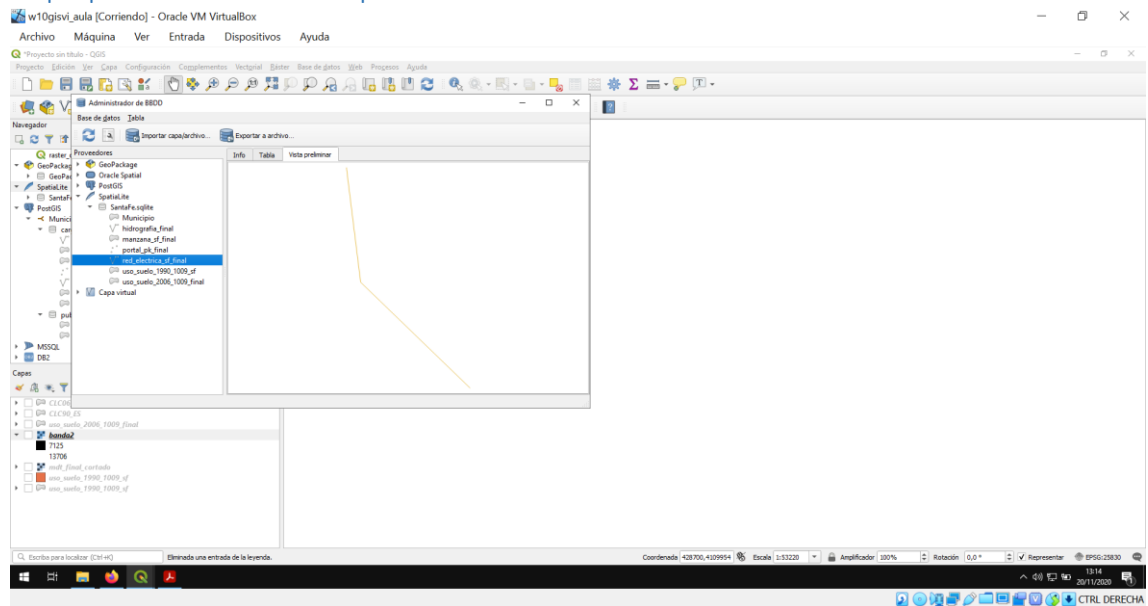 w10gisvi_aula [Corriendo] - Oracle VM VirtualBox
Archivo Máquina Ver Entrada Dispositivos Ayuda
*Proyecto sin título - QGIS
Proyecto Edición Ver Capa Configuración Complementos Vectorial Ráster Base de datos Web Procesos Ayuda
Administrador de BBDD
Base de datos Tabla
Importar capa/archivo... Exportar a archivo...
Navegador
Proveedores
Info Tabla Vista preliminar
GeoPackage
Oracle Spatial
PostGIS
SpatiaLite
SantaFe.sqlite
Municipio
hidrografia_final
manzana_sf_final
portal_pk_final
red_electrica_sf_final
uso_suelo_1990_1009_sf
uso_suelo_2006_1009_final
Capa virtual
SpatiaLite
PostGIS
MSSQL
DB2
Capas
CLC90_ES
uso_suelo_2006_1009_final
banda2
7125
13706
mdt_final_cortado
uso_suelo_1990_1009_sf
uso_suelo_1990_1009_sf
Escriba para localizar (Ctrl+K) Eliminada una entrada de la leyenda. Coordenada 428700,4109954 Escala 1:53220 Amplificador 100% Rotación 0,0 ° Representar EPSG:25830
13:14
20/11/2020
CTRL DERECHA